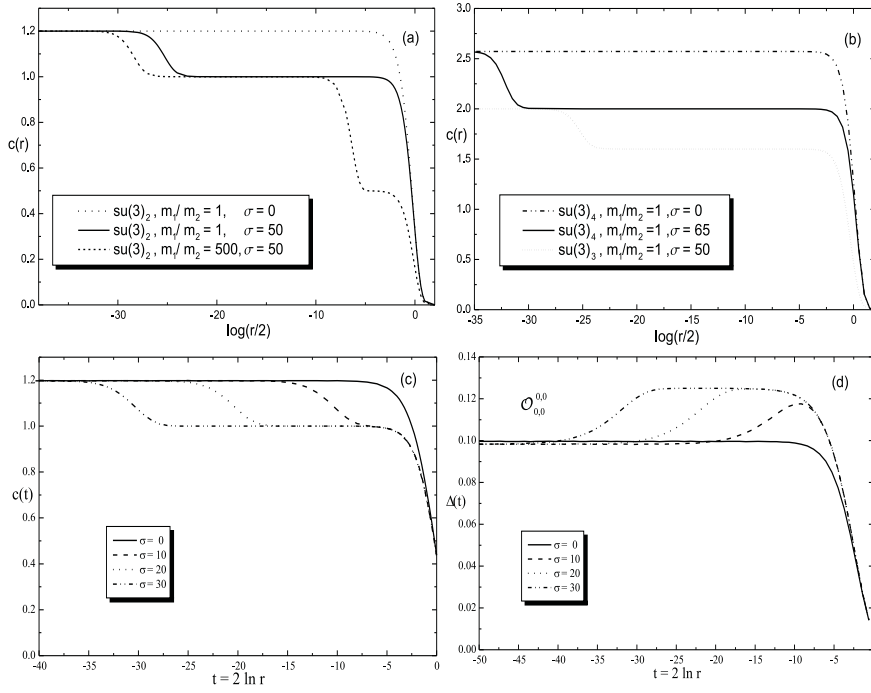 (a)
1.2
1.0
0.8
c(r)
0.6
0.4
0.2
0.0
su(3)₂ , m₁/ m₂ = 1, σ = 0
su(3)₂ , m₁/ m₂ = 1, σ = 50
su(3)₂ , m₁/ m₂ = 500, σ = 50
-30 -20 -10 0
log(r/2)
(b)
2.5
2.0
c(r)
1.5
1.0
0.5
0.0
su(3)₄ , m₁/m₂ =1 ,σ = 0
su(3)₄ , m₁/m₂ =1 ,σ = 65
su(3)₃ , m₁/m₂ =1 ,σ = 50
-35 -30 -25 -20 -15 -10 -5 0
log(r/2)
(c)
1.2
1.0
c(t)
0.8
0.6
0.4
0.2
0.0
σ = 0
σ = 10
σ = 20
σ = 30
-40 -35 -30 -25 -20 -15 -10 -5 0
t = 2 ln r
(d)
0.14
0.12
0.10
Δ(t)
0.08
0.06
0.04
0.02
0.00
𝒪 0,0 0,0
σ = 0
σ = 10
σ = 20
σ = 30
-50 -45 -40 -35 -30 -25 -20 -15 -10 -5
t = 2 ln r